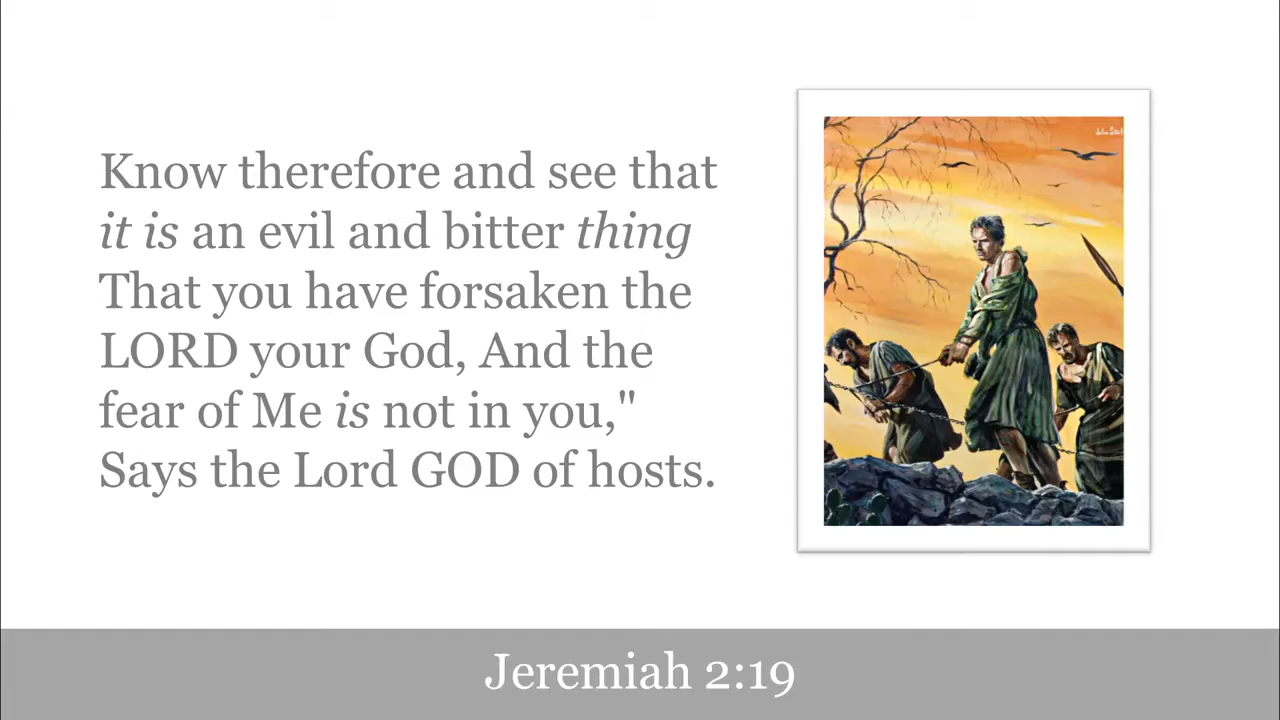 Know therefore and see that
it is an evil and bitter thing
That you have forsaken the
LORD your God, And the
fear of Me is not in you,"
Says the Lord GOD of hosts.
Jeremiah 2:19